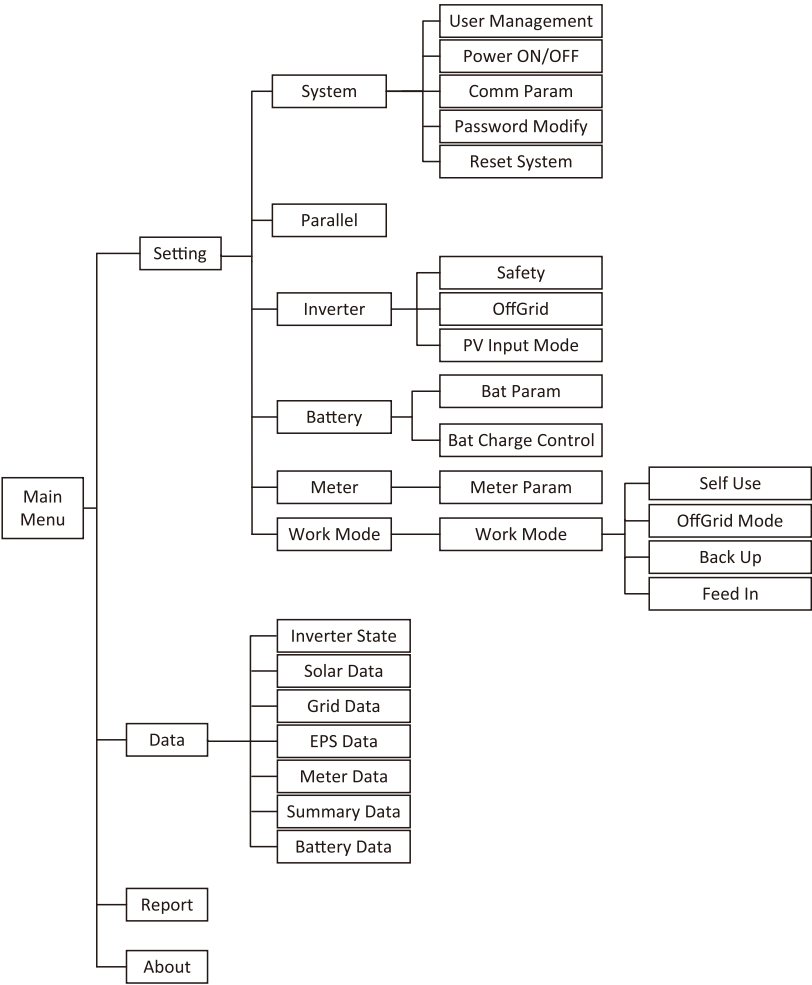 Main
Menu
Setting
System
User Management
Power ON/OFF
Comm Param
Password Modify
Reset System
Parallel
Inverter
Safety
OffGrid
PV Input Mode
Battery
Bat Param
Bat Charge Control
Meter
Meter Param
Work Mode
Work Mode
Self Use
OffGrid Mode
Back Up
Feed In
Data
Inverter State
Solar Data
Grid Data
EPS Data
Meter Data
Summary Data
Battery Data
Report
About